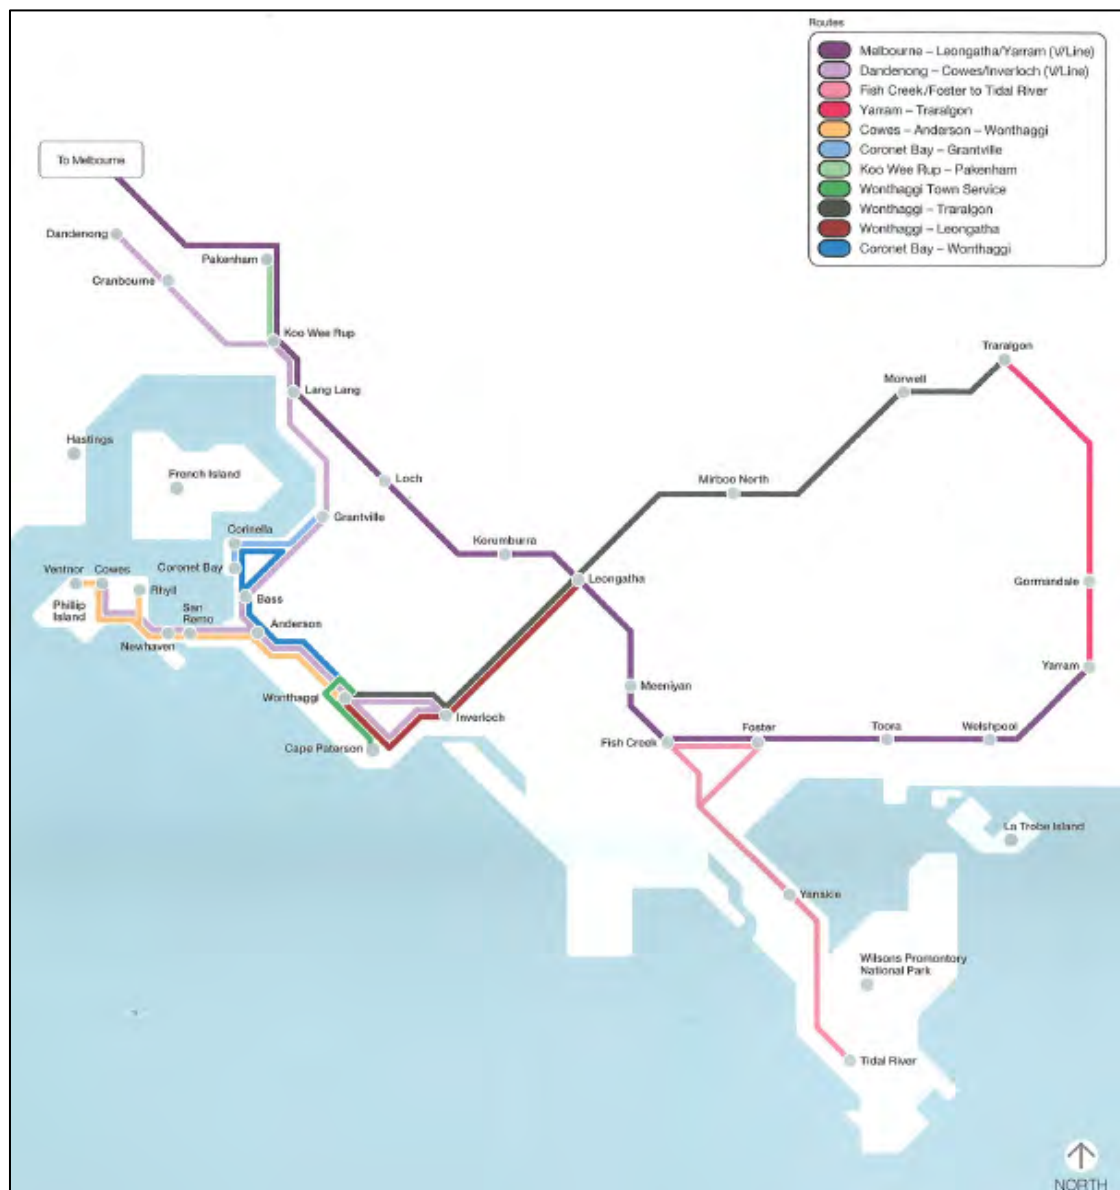 Routes
Melbourne – Leongatha/Yarram (V/Line)
Dandenong – Cowes/Inverloch (V/Line)
Fish Creek/Foster to Tidal River
Yarram – Traralgon
Cowes – Anderson – Wonthaggi
Coronet Bay – Grantville
Koo Wee Rup – Pakenham
Wonthaggi Town Service
Wonthaggi – Traralgon
Wonthaggi – Leongatha
Coronet Bay – Wonthaggi
To Melbourne
Dandenong
Pakenham
Cranbourne
Koo Wee Rup
Traralgon
Lang Lang
Morwell
Hastings
French Island
Loch
Mirboo North
Grantville
Corinella
Korumburra
Coronet Bay
Leongatha
Ventnor
Cowes
Rhyll
Gormandale
Bass
Phillip
Island
San
Remo
Anderson
Newhaven
Yarram
Meeniyan
Wonthaggi
Inverloch
Foster
Toora
Welshpool
Fish Creek
Cape Paterson
La Trobe Island
Yanakie
Wilsons Promontory
National Park
Tidal River
NORTH